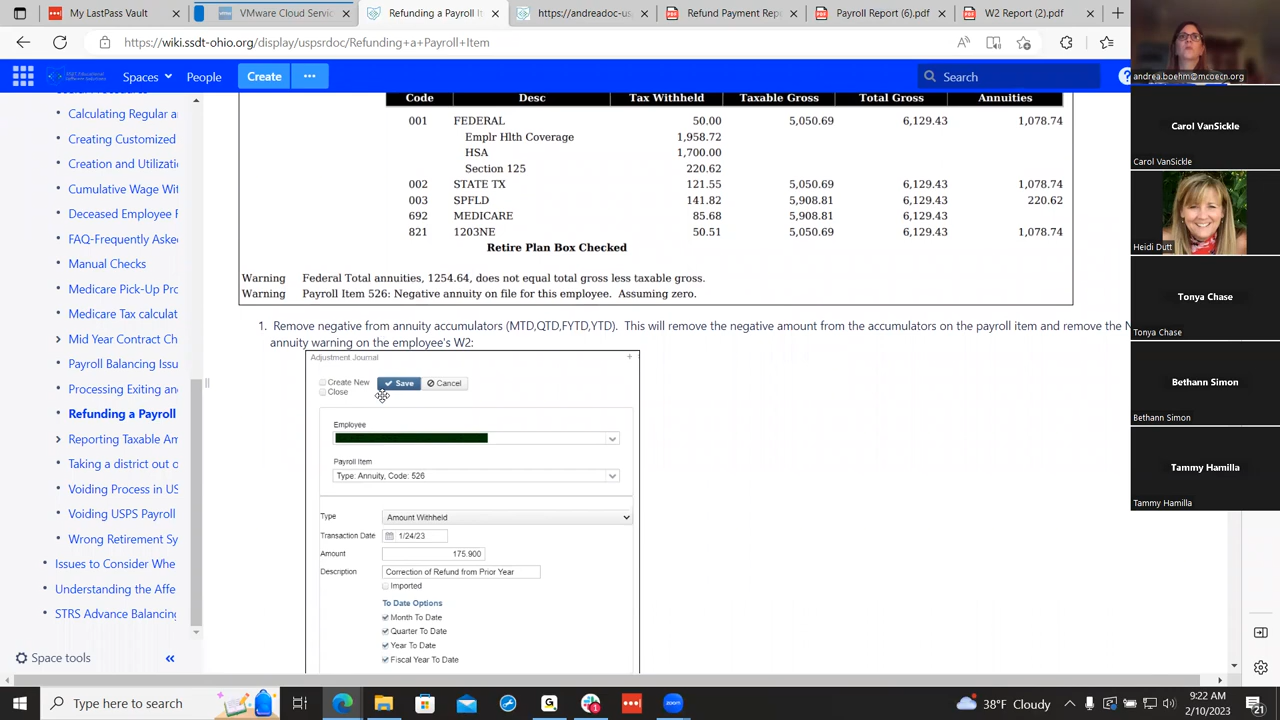 My LastPass Vault
VMware Cloud Services
Refunding a Payroll It
https://andreadoc-us
Refund Payment Repo
Payroll Report (6).pdf
W2 Report (2).pdf
https://wiki.ssdt-ohio.org/display/uspsrdoc/Refunding+a+Payroll+Item
Spaces People Create ••• Search
andrea.boehm@mcoecn.org
Calculating Regular a
Creating Customized
Creation and Utilizati
Cumulative Wage Wit
Deceased Employee F
FAQ-Frequently Aske
Manual Checks
Medicare Pick-Up Pro
Medicare Tax calculat
Mid Year Contract Ch
Payroll Balancing Issu
Processing Exiting an
Refunding a Payroll
Reporting Taxable Am
Taking a district out o
Voiding Process in US
Voiding USPS Payroll
Wrong Retirement Sy
Issues to Consider Whe
Understanding the Affe
STRS Advance Balancing
Space tools
Code Desc Tax Withheld Taxable Gross Total Gross Annuities
001 FEDERAL 50.00 5,050.69 6,129.43 1,078.74
Emplr Hlth Coverage 1,958.72
HSA 1,700.00
Section 125 220.62
002 STATE TX 121.55 5,050.69 6,129.43 1,078.74
003 SPFLD 141.82 5,908.81 6,129.43 220.62
692 MEDICARE 85.68 5,908.81 6,129.43
821 1203NE 50.51 5,050.69 6,129.43 1,078.74
Retire Plan Box Checked
Warning Federal Total annuities, 1254.64, does not equal total gross less taxable gross.
Warning Payroll Item 526: Negative annuity on file for this employee. Assuming zero.
1. Remove negative from annuity accumulators (MTD,QTD,FYTD,YTD). This will remove the negative amount from the accumulators on the payroll item and remove the N
annuity warning on the employee's W2:
Adjustment Journal +
Create New
Close
Save Cancel
Employee
Payroll Item
Type: Annuity, Code: 526
Type Amount Withheld
Transaction Date 1/24/23
Amount 175.900
Description Correction of Refund from Prior Year
Imported
To Date Options
Month To Date
Quarter To Date
Year To Date
Fiscal Year To Date
Carol VanSickle
Carol VanSickle
Heidi Dutt
Tonya Chase
Tonya Chase
Bethann Simon
Bethann Simon
Tammy Hamilla
Tammy Hamilla
Type here to search
38°F Cloudy
9:22 AM
2/10/2023
21